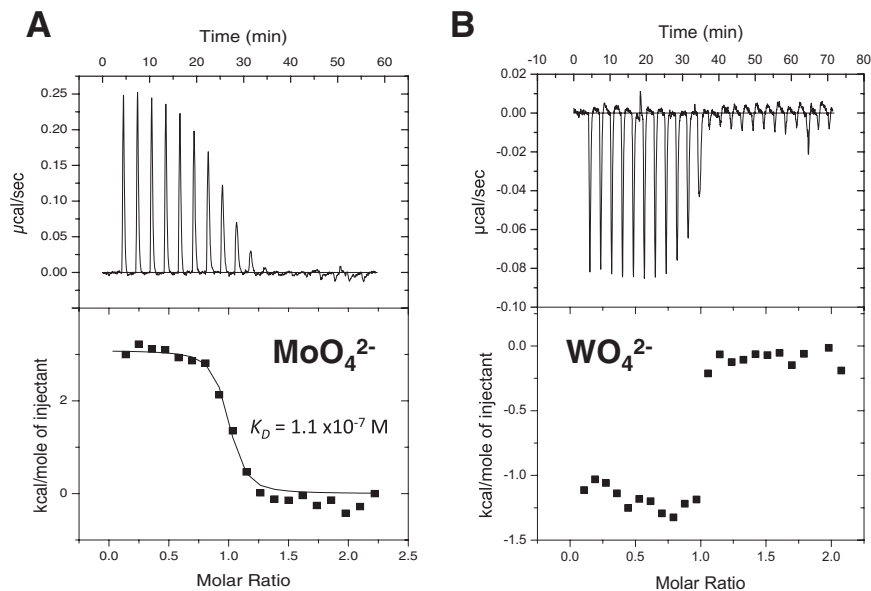 A
Time (min)
0 10 20 30 40 50 60
0.25
0.20
0.15
0.10
0.05
0.00
µcal/sec
MoO₄²⁻
K_D = 1.1 x10⁻⁷ M
2
0
kcal/mole of injectant
0.0 0.5 1.0 1.5 2.0 2.5
Molar Ratio
B
Time (min)
-10 0 10 20 30 40 50 60 70 80
0.02
0.00
-0.02
-0.04
-0.06
-0.08
-0.10
µcal/sec
WO₄²⁻
0.0
-0.5
-1.0
-1.5
kcal/mole of injectant
0.0 0.5 1.0 1.5 2.0
Molar Ratio